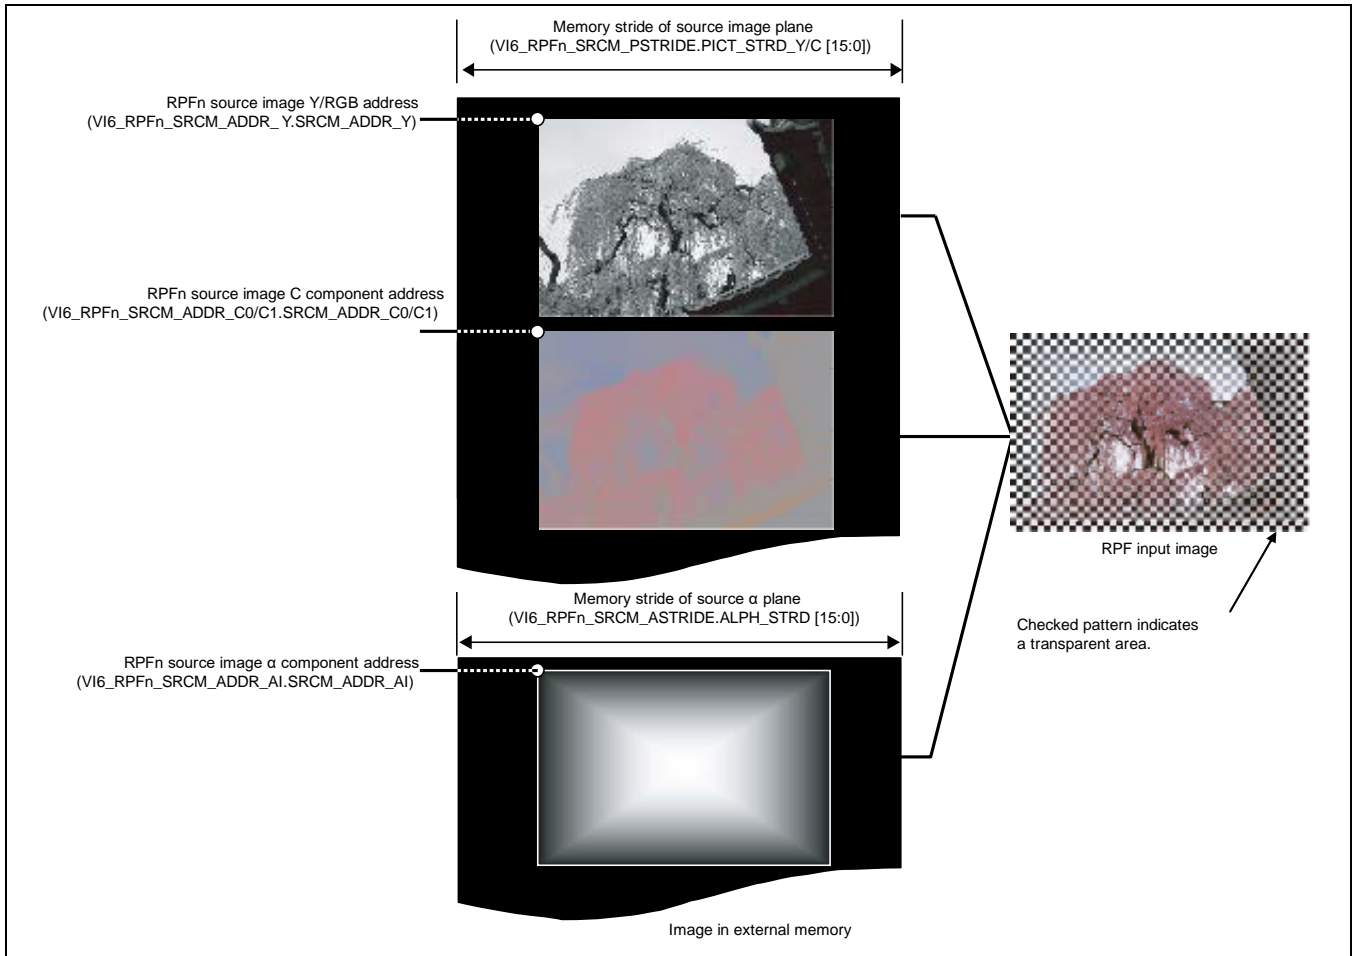 Memory stride of source image plane
(VI6_RPFn_SRCM_PSTRIDE.PICT_STRD_Y/C [15:0])
RPFn source image Y/RGB address
(VI6_RPFn_SRCM_ADDR_ Y.SRCM_ADDR_Y)
RPFn source image C component address
(VI6_RPFn_SRCM_ADDR_C0/C1.SRCM_ADDR_C0/C1)
RPF input image
Checked pattern indicates
a transparent area.
Memory stride of source α plane
(VI6_RPFn_SRCM_ASTRIDE.ALPH_STRD [15:0])
RPFn source image α component address
(VI6_RPFn_SRCM_ADDR_AI.SRCM_ADDR_AI)
Image in external memory